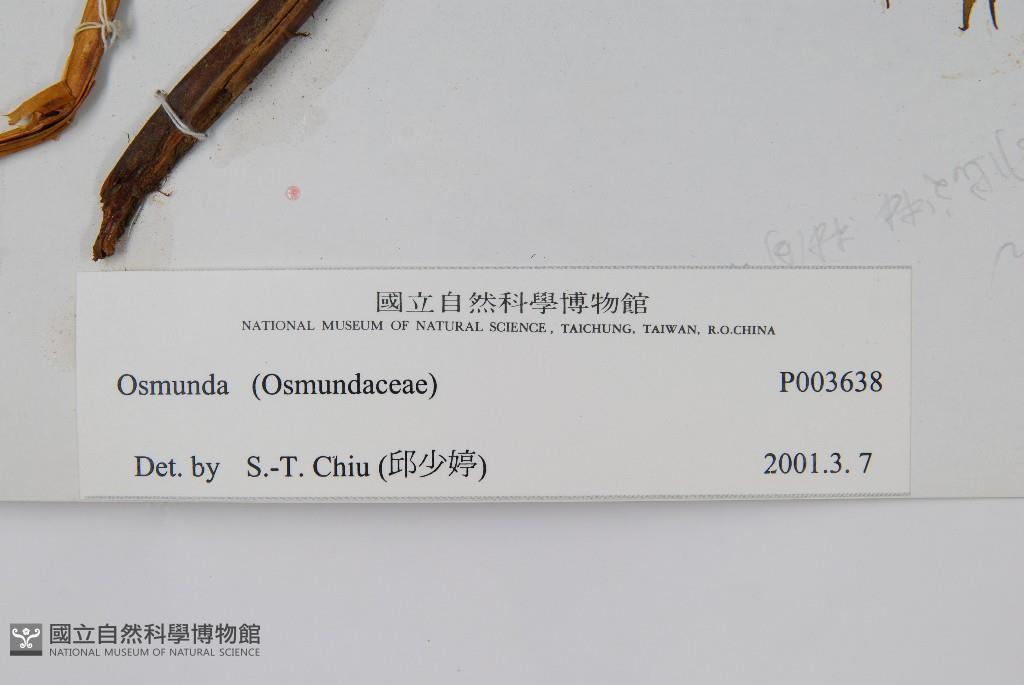 國立自然科學博物館
NATIONAL MUSEUM OF NATURAL SCIENCE, TAICHUNG, TAIWAN, R.O.CHINA
Osmunda (Osmundaceae) P003638
Det. by S.-T. Chiu (邱少婷) 2001.3. 7
國立自然科學博物館
NATIONAL MUSEUM OF NATURAL SCIENCE